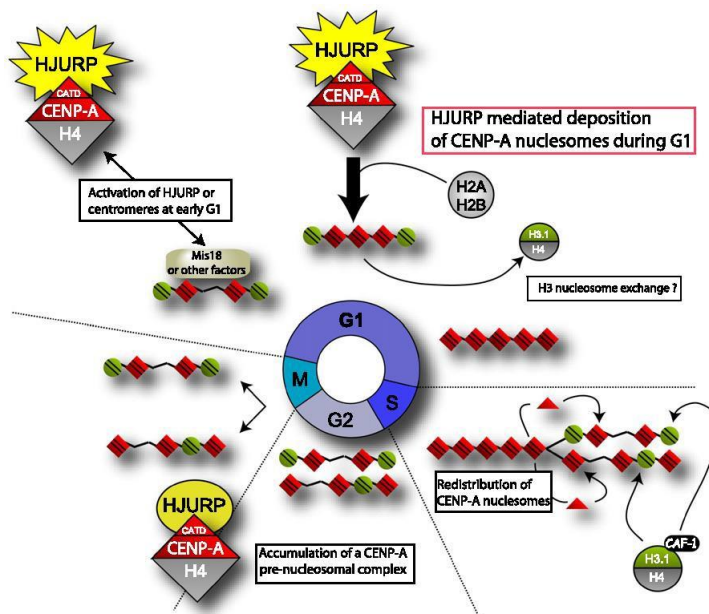 HJURP
CATD
CENP-A
H4
HJURP
CATD
CENP-A
H4
HJURP mediated deposition
of CENP-A nuclesomes during G1
Activation of HJURP or
centromeres at early G1
H2A
H2B
Mis18
or other factors
H3.1
H4
H3 nucleosome exchange ?
G1
M
S
G2
Redistribution of
CENP-A nuclesomes
HJURP
CATD
CENP-A
H4
Accumulation of a CENP-A
pre-nucleosomal complex
CAF-1
H3.1
H4